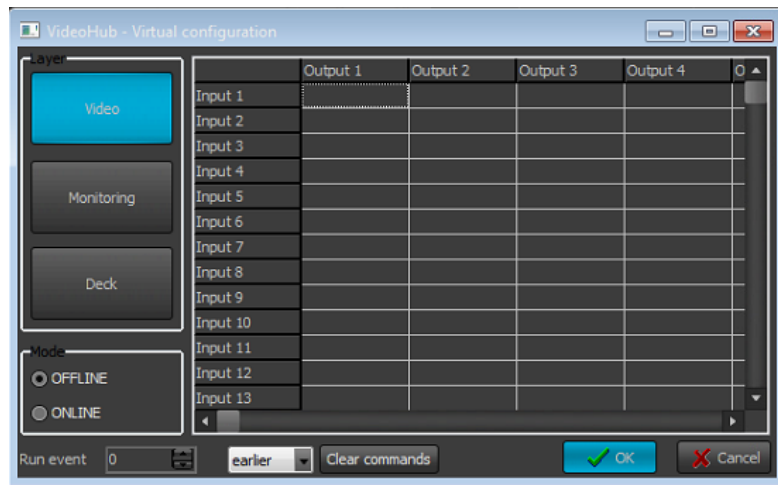 VideoHub - Virtual configuration
Layer
Video
Monitoring
Deck
Output 1 Output 2 Output 3 Output 4 O
Input 1
Input 2
Input 3
Input 4
Input 5
Input 6
Input 7
Input 8
Input 9
Input 10
Input 11
Input 12
Input 13
Mode
OFFLINE
ONLINE
Run event 0 earlier Clear commands OK Cancel